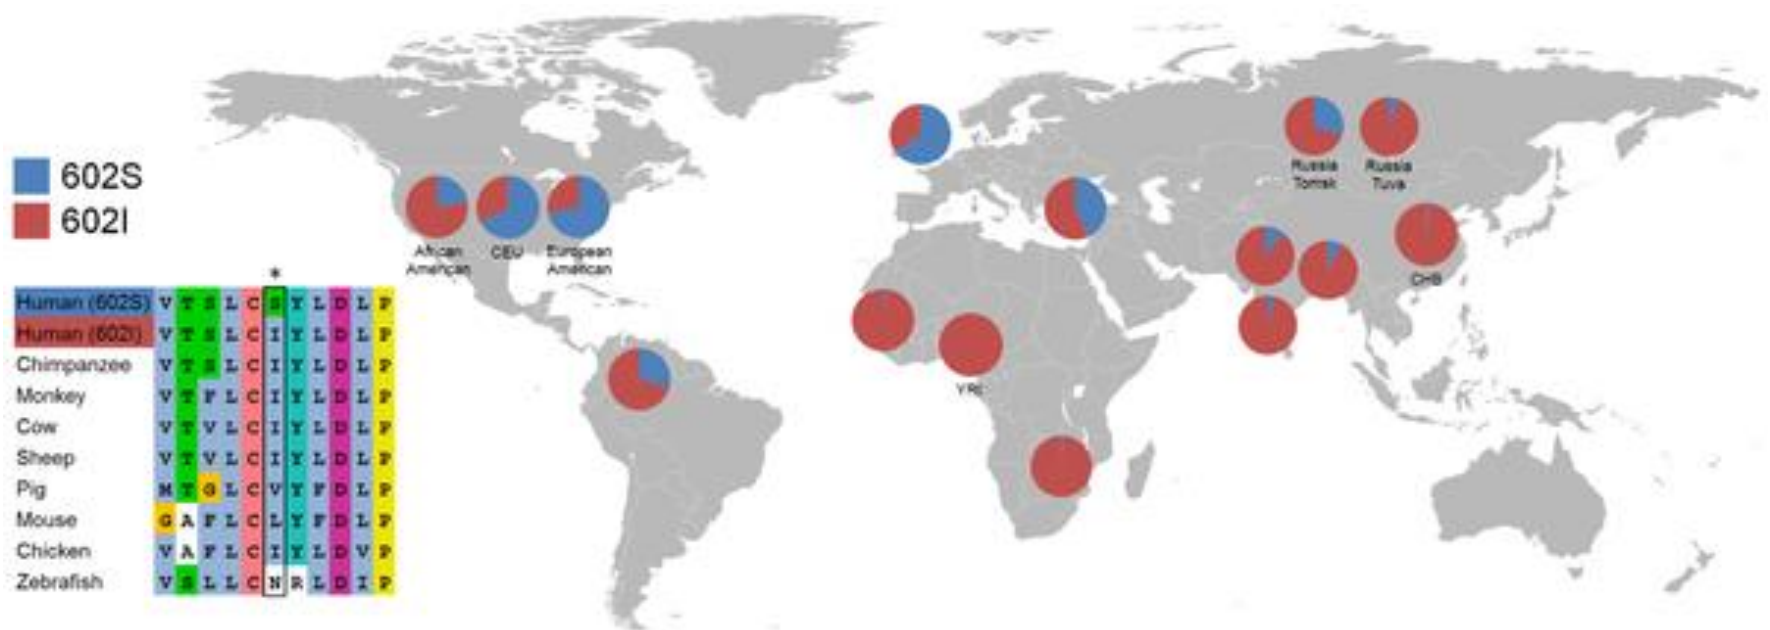 602S
602I
African
American
CEU
European
American
Russia
Tomsk
Russia
Tuva
CHB
YRI
*
Human (602S) V T S L C S Y L D L P
Human (602I) V T S L C I Y L D L P
Chimpanzee V T S L C I Y L D L P
Monkey V T F L C I Y L D L P
Cow V T V L C I Y L D L P
Sheep V T V L C I Y L D L P
Pig M T G L C V Y F D L P
Mouse G A F L C L Y F D L P
Chicken V A F L C I Y L D V P
Zebrafish V S L L C N R L D I P